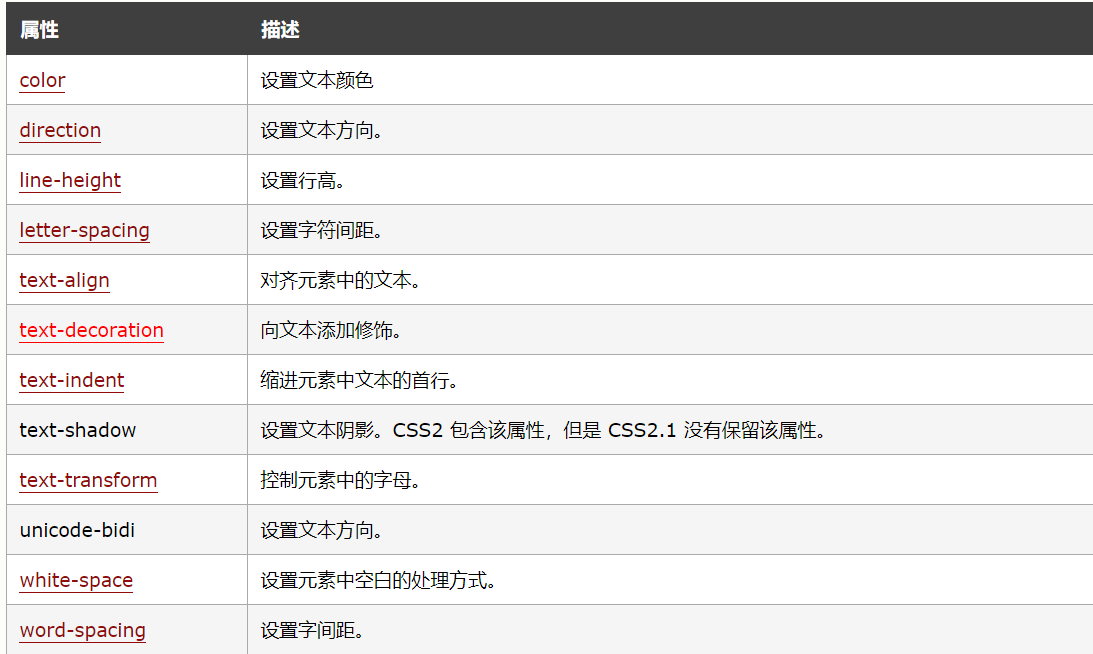 属性 描述
color 设置文本颜色
direction 设置文本方向。
line-height 设置行高。
letter-spacing 设置字符间距。
text-align 对齐元素中的文本。
text-decoration 向文本添加修饰。
text-indent 缩进元素中文本的首行。
text-shadow 设置文本阴影。CSS2 包含该属性，但是 CSS2.1 没有保留该属性。
text-transform 控制元素中的字母。
unicode-bidi 设置文本方向。
white-space 设置元素中空白的处理方式。
word-spacing 设置字间距。